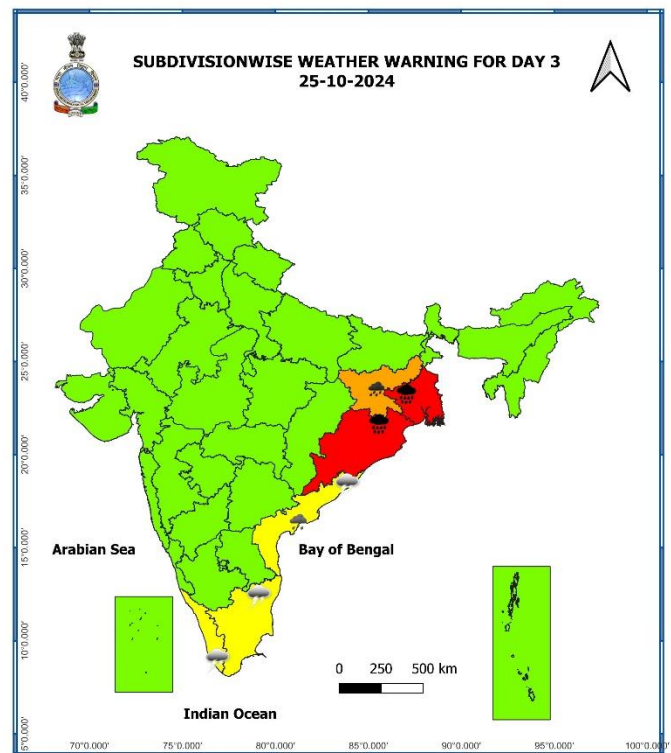 SUBDIVISIONWISE WEATHER WARNING FOR DAY 3
25-10-2024
40°0.000'
35°0.000'
30°0.000'
25°0.000'
20°0.000'
15°0.000'
10°0.000'
5°0.000'
Arabian Sea
Bay of Bengal
0 250 500 km
Indian Ocean
70°0.000' 75°0.000' 80°0.000' 85°0.000' 90°0.000' 95°0.000' 100°0.000'